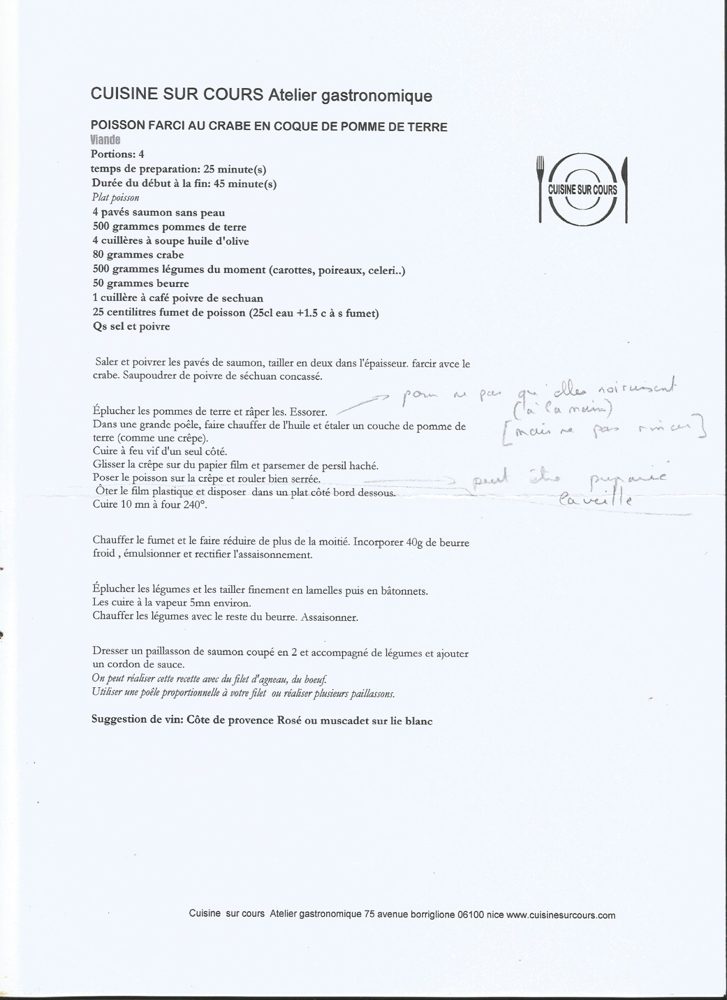 CUISINE SUR COURS Atelier gastronomique
POISSON FARCI AU CRABE EN COQUE DE POMME DE TERRE
Viande
Portions: 4
temps de preparation: 25 minute(s)
Durée du début à la fin: 45 minute(s)
Plat poisson
4 pavés saumon sans peau
500 grammes pommes de terre
4 cuillères à soupe huile d'olive
80 grammes crabe
500 grammes légumes du moment (carottes, poireaux, celeri..)
50 grammes beurre
1 cuillère à café poivre de sechuan
25 centilitres fumet de poisson (25cl eau +1.5 c à s fumet)
Qs sel et poivre
CUISINE SUR COURS
Saler et poivrer les pavés de saumon, tailler en deux dans l'épaisseur. farcir avce le
crabe. Saupoudrer de poivre de séchuan concassé.
pour ne pas qu'elles noircissent
(à la main)
[mais ne pas rincer]
Éplucher les pommes de terre et râper les. Essorer.
Dans une grande poêle, faire chauffer de l'huile et étaler un couche de pomme de
terre (comme une crêpe).
Cuire à feu vif d'un seul côté.
Glisser la crêpe sur du papier film et parsemer de persil haché.
Poser le poisson sur la crêpe et rouler bien serrée.
peut être préparé
la veille
Ôter le film plastique et disposer dans un plat côté bord dessous.
Cuire 10 mn à four 240°.
Chauffer le fumet et le faire réduire de plus de la moitié. Incorporer 40g de beurre
froid , émulsionner et rectifier l'assaisonnement.
Éplucher les légumes et les tailler finement en lamelles puis en bâtonnets.
Les cuire à la vapeur 5mn environ.
Chauffer les légumes avec le reste du beurre. Assaisonner.
Dresser un paillasson de saumon coupé en 2 et accompagné de légumes et ajouter
un cordon de sauce.
On peut réaliser cette recette avec du filet d'agneau, du boeuf.
Utiliser une poêle proportionnelle à votre filet ou réaliser plusieurs paillassons.
Suggestion de vin: Côte de provence Rosé ou muscadet sur lie blanc
Cuisine sur cours Atelier gastronomique 75 avenue borriglione 06100 nice www.cuisinesurcours.com